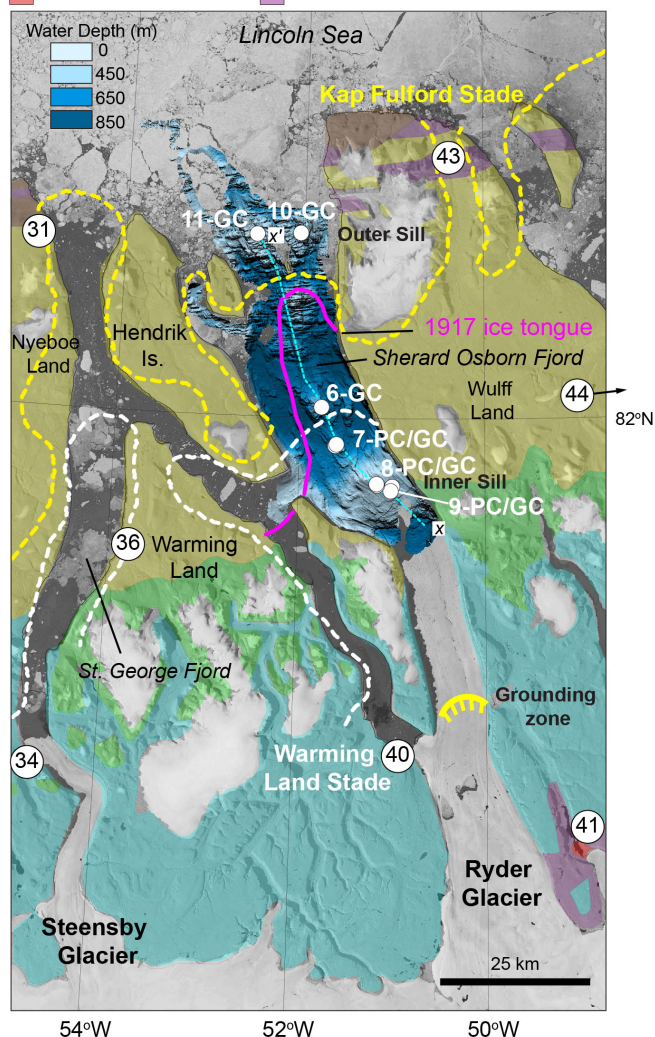 Lincoln Sea
Water Depth (m)
0
450
650
850
Kap Fulford Stade
43
11-GC
10-GC
x'
31
Outer Sill
1917 ice tongue
Nyeboe
Land
Hendrik
Is.
Sherard Osborn Fjord
Wulff
Land
44
82°N
6-GC
7-PC/GC
8-PC/GC
Inner Sill
9-PC/GC
x
36
Warming
Land
St. George Fjord
Grounding
zone
34
Warming
Land Stade
40
41
Ryder
Glacier
Steensby
Glacier
25 km
54°W
52°W
50°W